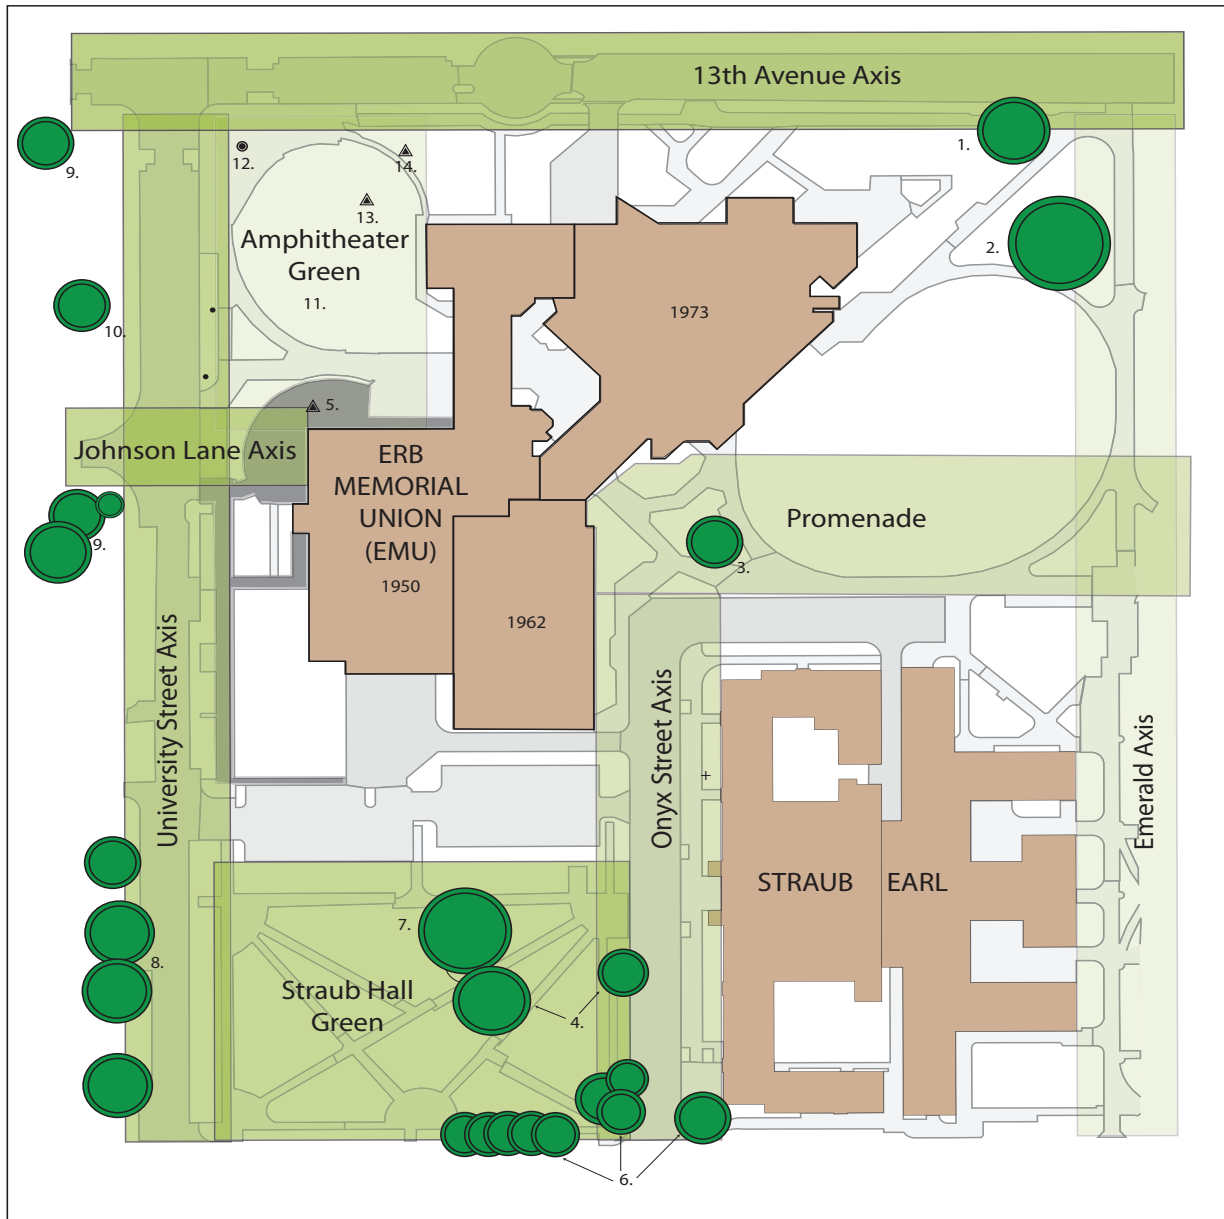 13th Avenue Axis
1.
9.
12.
14.
13.
Amphitheater
Green
11.
2.
10.
1973
5.
Johnson Lane Axis
ERB
MEMORIAL
UNION
(EMU)
1950
Promenade
9.
3.
1962
University Street Axis
Onyx Street Axis
Emerald Axis
STRAUB
EARL
7.
8.
Straub Hall
Green
4.
6.